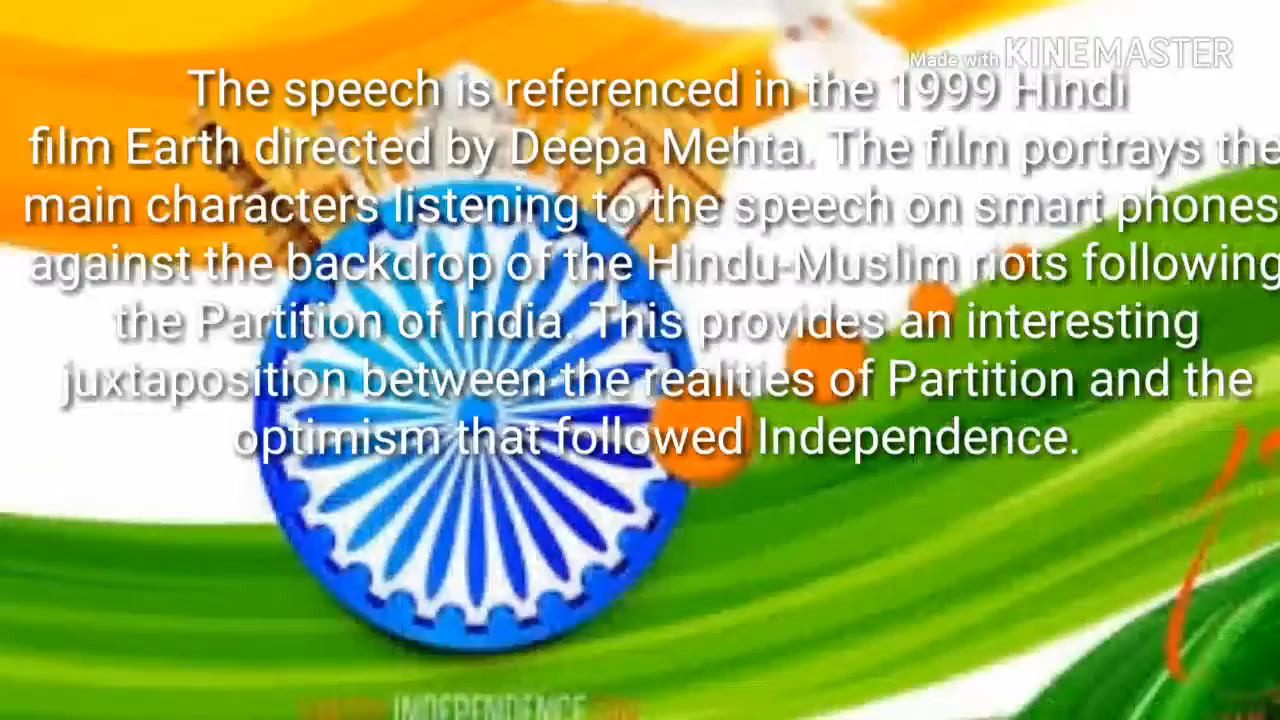 Made with KINEMASTER
The speech is referenced in the 1999 Hindi
film Earth directed by Deepa Mehta. The film portrays the
main characters listening to the speech on smart phones
against the backdrop of the Hindu-Muslim riots following
the Partition of India. This provides an interesting
juxtaposition between the realities of Partition and the
optimism that followed Independence.
INDEPENDENCE